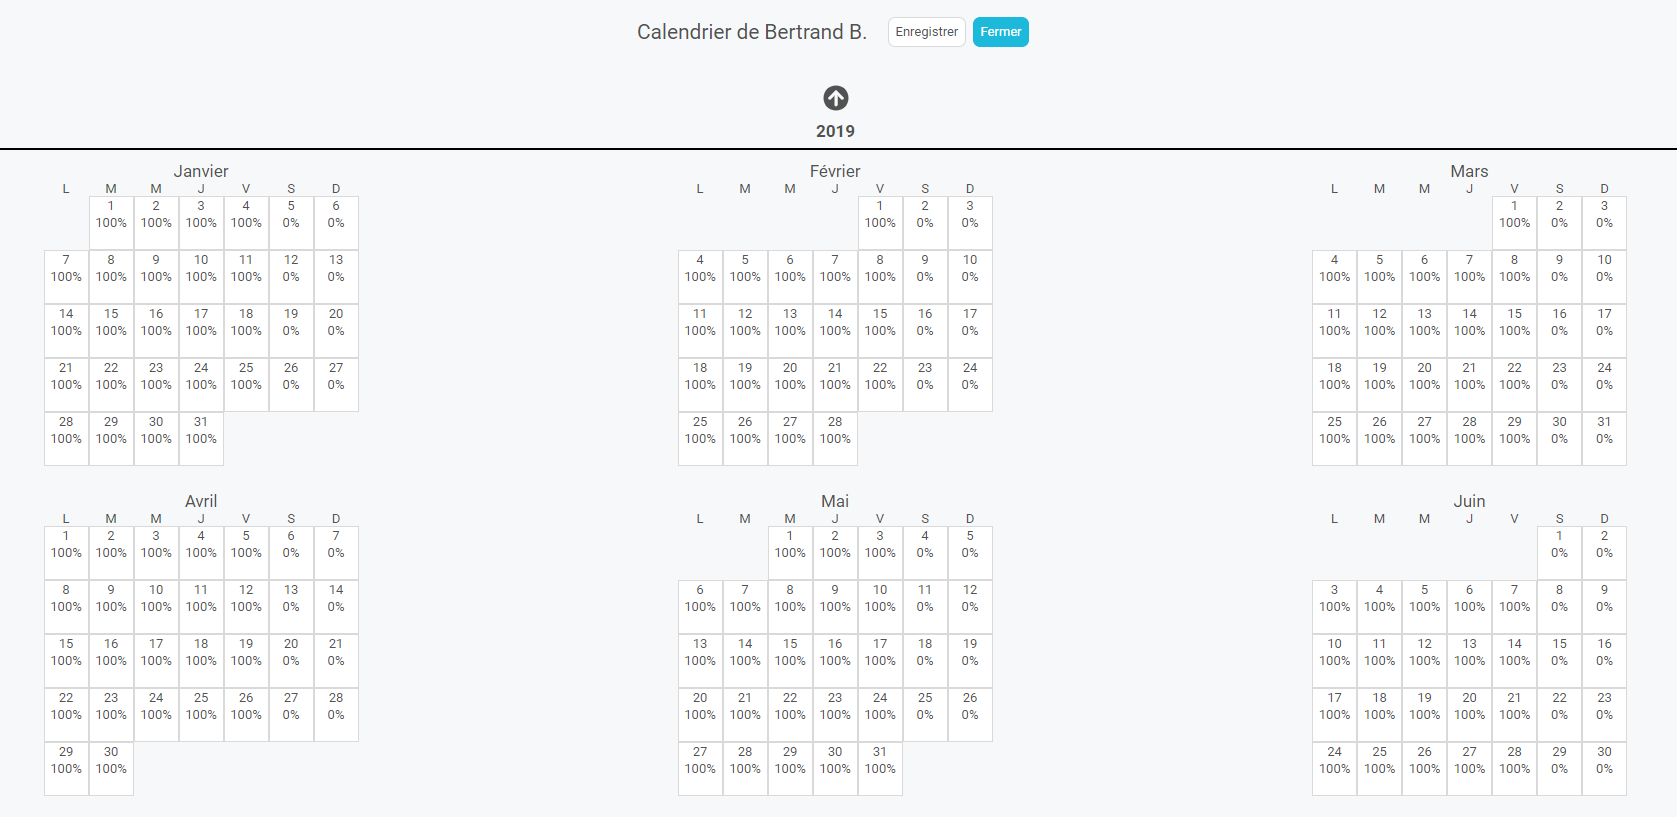 Calendrier de Bertrand B. Enregistrer Fermer
2019
Janvier Février Mars
L M M J V S D L M M J V S D L M M J V S D
1 2 3 4 5 6 1 2 3 1 2 3
100% 100% 100% 100% 0% 0% 100% 0% 0% 100% 0% 0%
7 8 9 10 11 12 13 4 5 6 7 8 9 10 4 5 6 7 8 9 10
100% 100% 100% 100% 100% 0% 0% 100% 100% 100% 100% 100% 0% 0% 100% 100% 100% 100% 100% 0% 0%
14 15 16 17 18 19 20 11 12 13 14 15 16 17 11 12 13 14 15 16 17
100% 100% 100% 100% 100% 0% 0% 100% 100% 100% 100% 100% 0% 0% 100% 100% 100% 100% 100% 0% 0%
21 22 23 24 25 26 27 18 19 20 21 22 23 24 18 19 20 21 22 23 24
100% 100% 100% 100% 100% 0% 0% 100% 100% 100% 100% 100% 0% 0% 100% 100% 100% 100% 100% 0% 0%
28 29 30 31 25 26 27 28 25 26 27 28 29 30 31
100% 100% 100% 100% 100% 100% 100% 100% 100% 100% 100% 100% 100% 0% 0%
Avril Mai Juin
L M M J V S D L M M J V S D L M M J V S D
1 2 3 4 5 6 7 1 2 3 4 5 1 2
100% 100% 100% 100% 100% 0% 0% 100% 100% 100% 0% 0% 0% 0%
8 9 10 11 12 13 14 6 7 8 9 10 11 12 3 4 5 6 7 8 9
100% 100% 100% 100% 100% 0% 0% 100% 100% 100% 100% 100% 0% 0% 100% 100% 100% 100% 100% 0% 0%
15 16 17 18 19 20 21 13 14 15 16 17 18 19 10 11 12 13 14 15 16
100% 100% 100% 100% 100% 0% 0% 100% 100% 100% 100% 100% 0% 0% 100% 100% 100% 100% 100% 0% 0%
22 23 24 25 26 27 28 20 21 22 23 24 25 26 17 18 19 20 21 22 23
100% 100% 100% 100% 100% 0% 0% 100% 100% 100% 100% 100% 0% 0% 100% 100% 100% 100% 100% 0% 0%
29 30 27 28 29 30 31 24 25 26 27 28 29 30
100% 100% 100% 100% 100% 100% 100% 100% 100% 100% 100% 100% 0% 0%